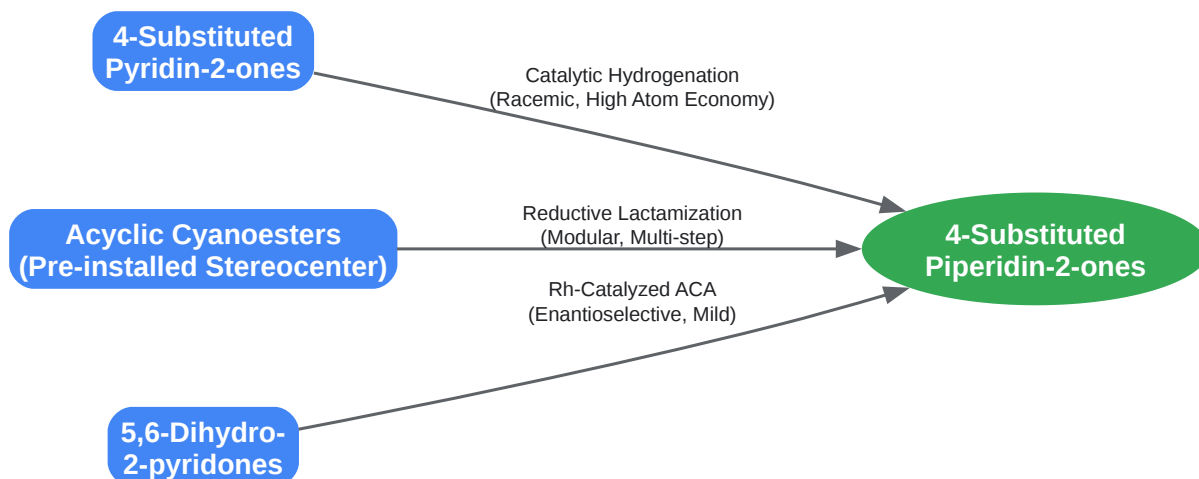 4-Substituted
Pyridin-2-ones
Catalytic Hydrogenation
(Racemic, High Atom Economy)
Acyclic Cyanoesters
(Pre-installed Stereocenter)
Reductive Lactamization
(Modular, Multi-step)
4-Substituted
Piperidin-2-ones
Rh-Catalyzed ACA
(Enantioselective, Mild)
5,6-Dihydro-
2-pyridones